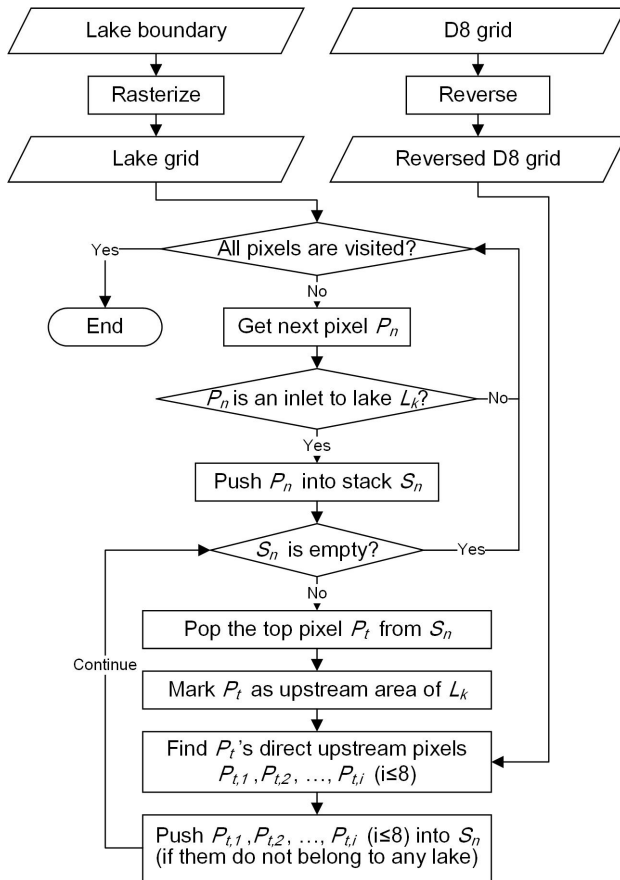 Lake boundary
D8 grid
Rasterize
Reverse
Lake grid
Reversed D8 grid
All pixels are visited?
Yes
No
End
Get next pixel Pn
Pn is an inlet to lake Lk?
No
Yes
Push Pn into stack Sn
Sn is empty?
Yes
No
Pop the top pixel Pt from Sn
Continue
Mark Pt as upstream area of Lk
Find Pt's direct upstream pixels
Pt,1 ,Pt,2 , ..., Pt,i (i≤8)
Push Pt,1 ,Pt,2 , ..., Pt,i (i≤8) into Sn
(if them do not belong to any lake)